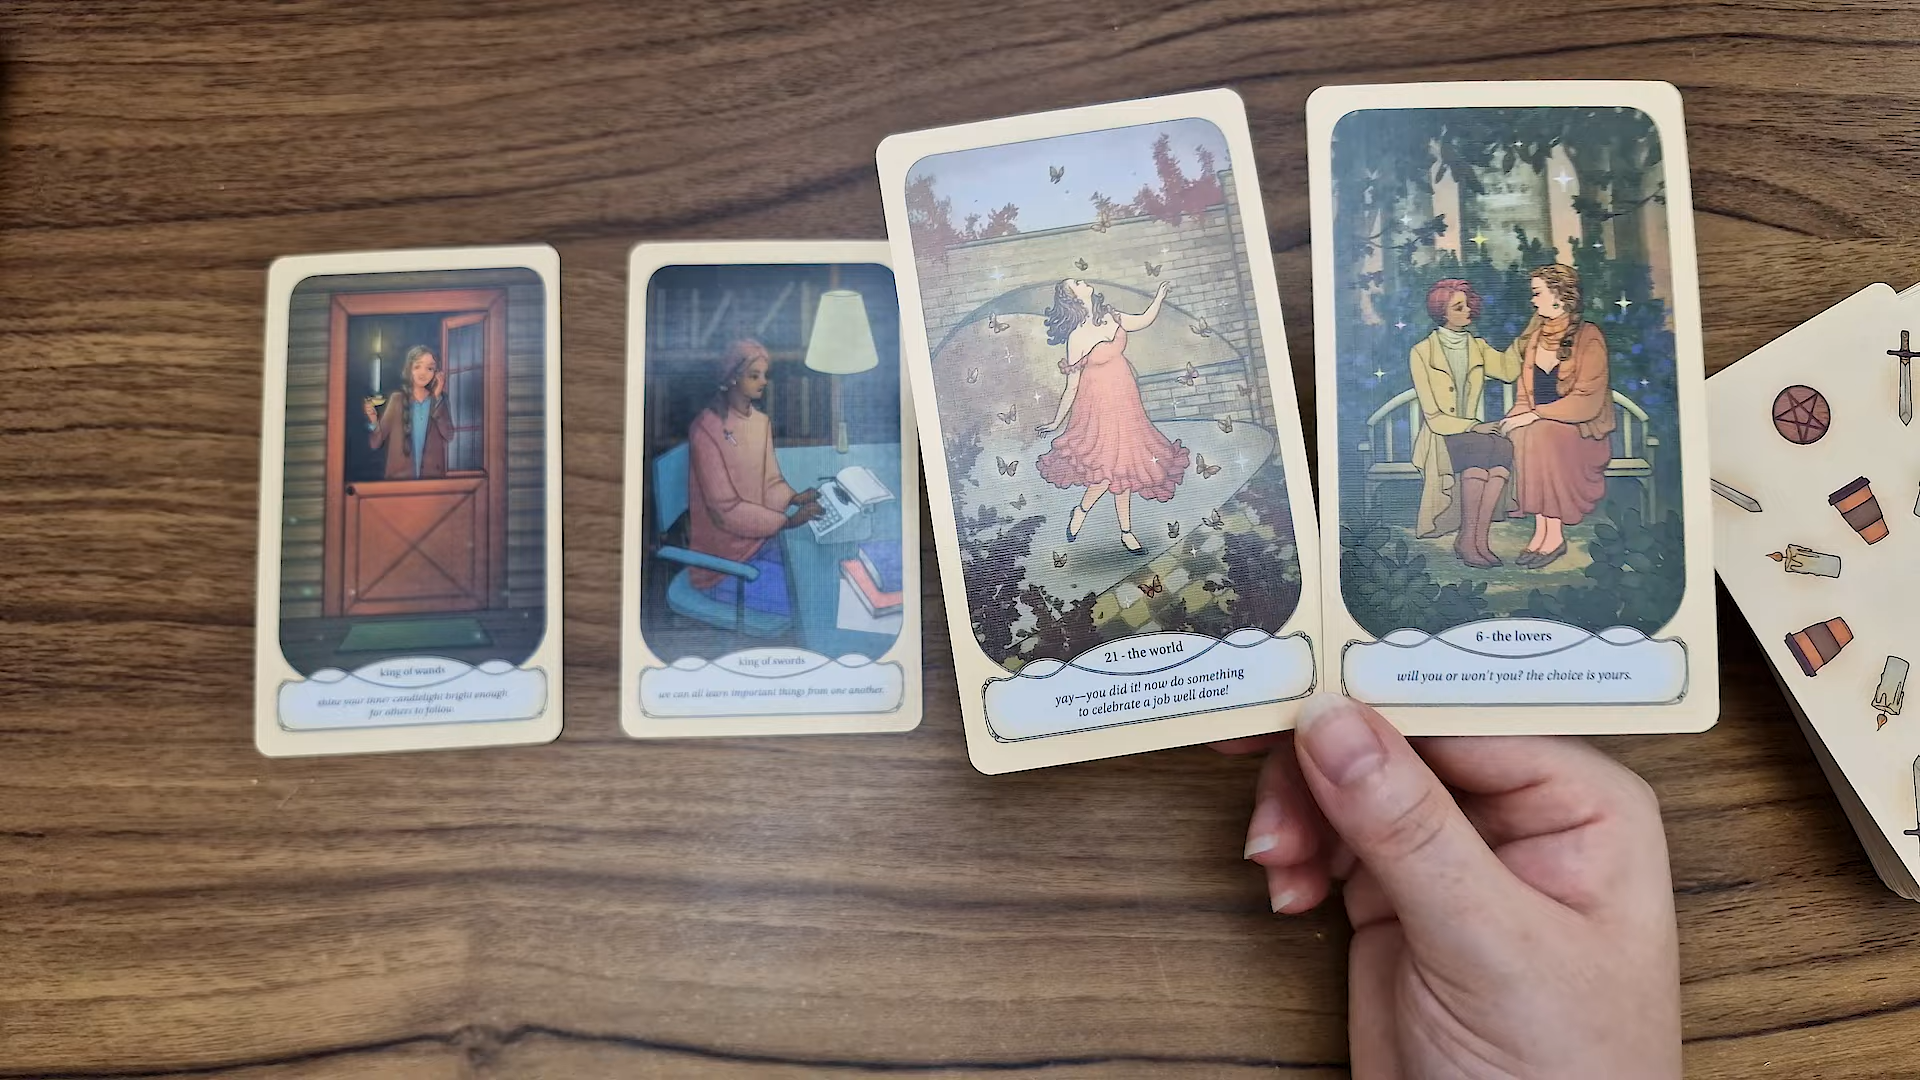 king of wands
shine your inner candlelight bright enough
for others to follow.
king of swords
we can all learn important things from one another.
21 - the world
yay—you did it! now do something
to celebrate a job well done!
6 - the lovers
will you or won't you? the choice is yours.